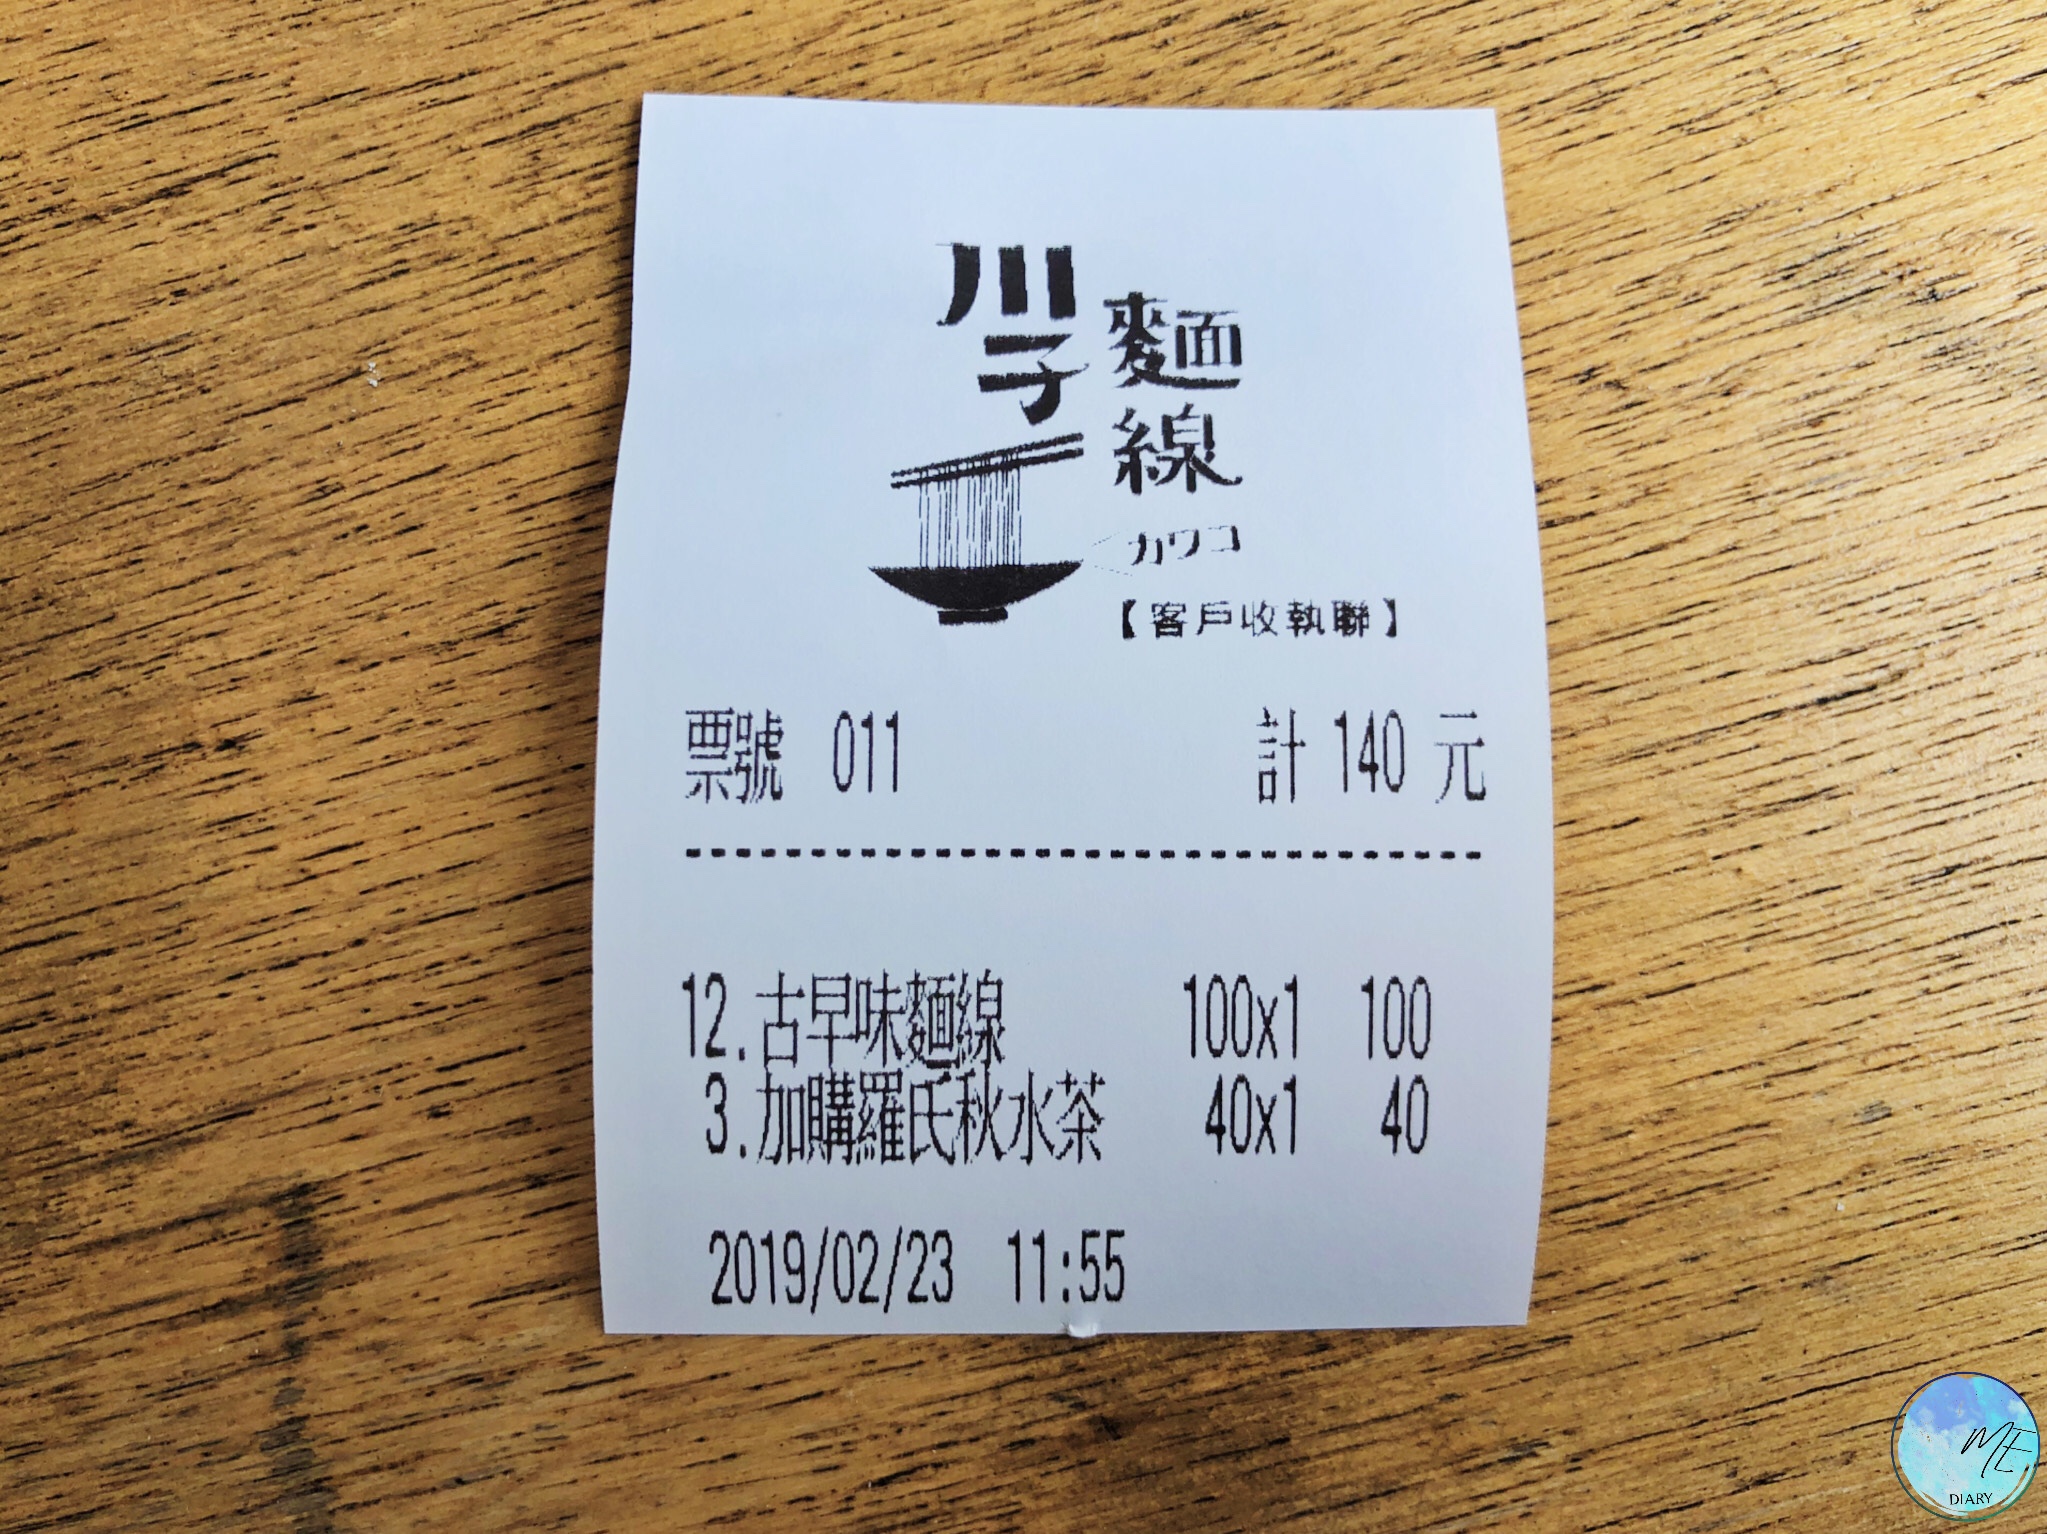 川子
麵線
カワコ
【客戶收執聯】
票號 011 計 140 元
12.古早味麵線 100x1 100
3.加購羅氏秋水茶 40x1 40
2019/02/23 11:55
ME
DIARY